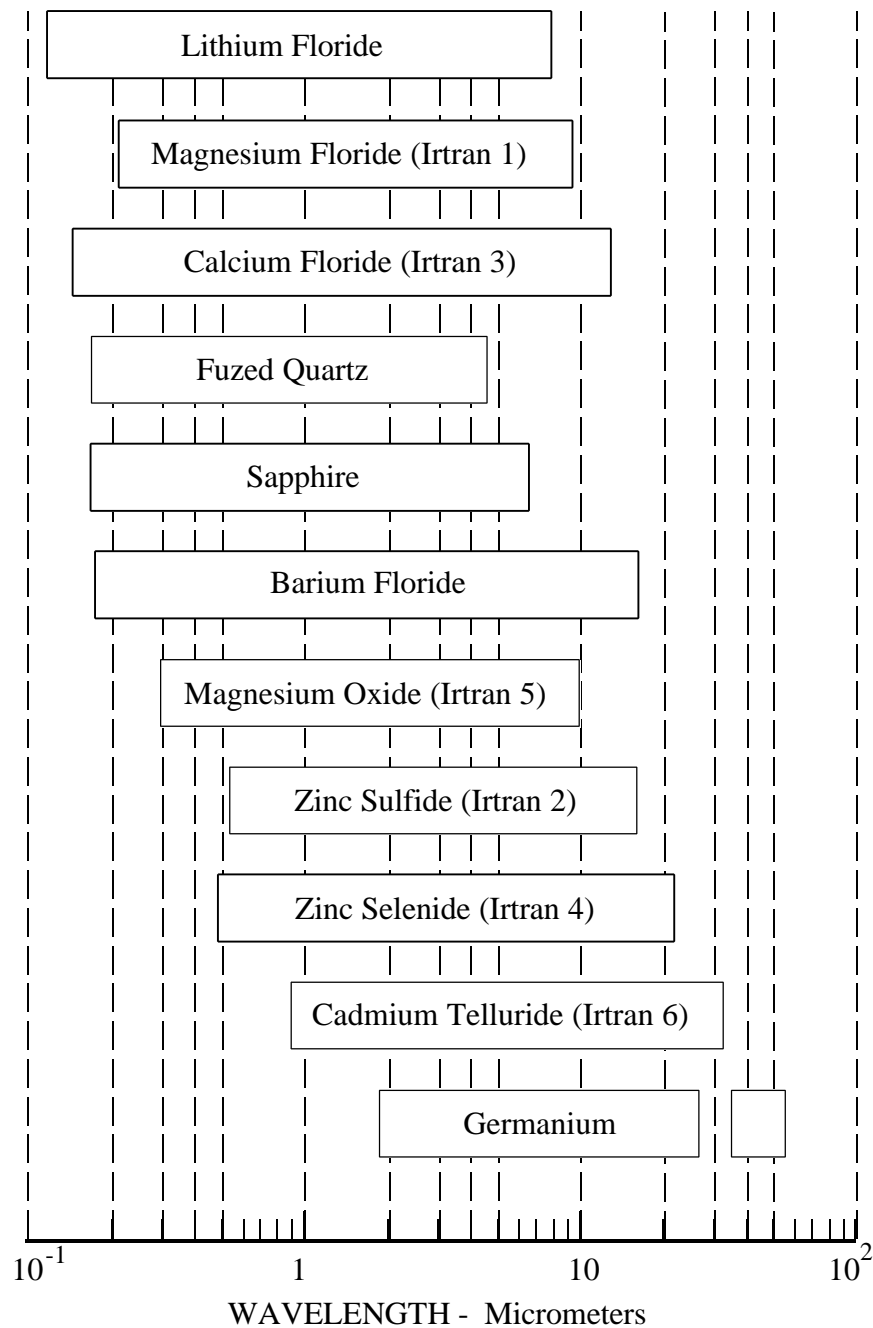 Lithium Floride
Magnesium Floride (Irtran 1)
Calcium Floride (Irtran 3)
Fuzed Quartz
Sapphire
Barium Floride
Magnesium Oxide (Irtran 5)
Zinc Sulfide (Irtran 2)
Zinc Selenide (Irtran 4)
Cadmium Telluride (Irtran 6)
Germanium
10^-1 1 10 10^2
WAVELENGTH - Micrometers